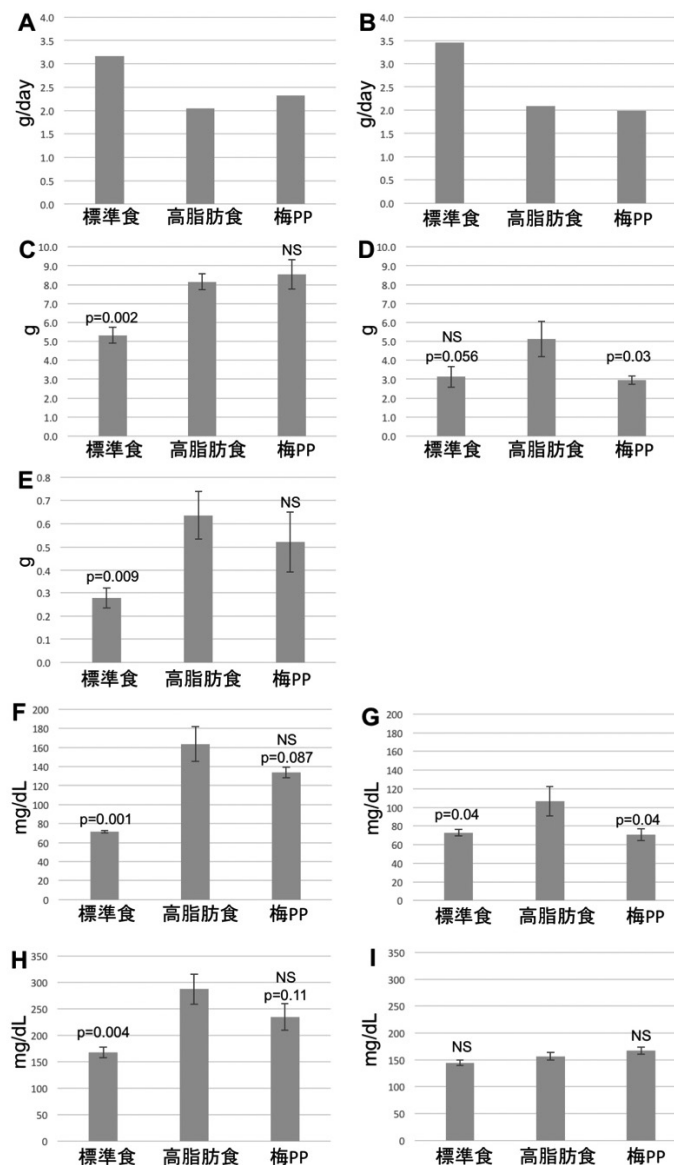 A
g/day
4.0
3.5
3.0
2.5
2.0
1.5
1.0
0.5
0.0
標準食 高脂肪食 梅PP
B
g/day
4.0
3.5
3.0
2.5
2.0
1.5
1.0
0.5
0.0
標準食 高脂肪食 梅PP
C
g
10.0
9.0
8.0
7.0
6.0
5.0
4.0
3.0
2.0
1.0
0.0
p=0.002
NS
標準食 高脂肪食 梅PP
D
g
10.0
9.0
8.0
7.0
6.0
5.0
4.0
3.0
2.0
1.0
0.0
NS
p=0.056
p=0.03
標準食 高脂肪食 梅PP
E
g
0.8
0.7
0.6
0.5
0.4
0.3
0.2
0.1
0.0
p=0.009
NS
標準食 高脂肪食 梅PP
F
mg/dL
200
180
160
140
120
100
80
60
40
20
0
p=0.001
NS
p=0.087
標準食 高脂肪食 梅PP
G
mg/dL
200
180
160
140
120
100
80
60
40
20
0
p=0.04
p=0.04
標準食 高脂肪食 梅PP
H
mg/dL
350
300
250
200
150
100
50
0
p=0.004
NS
p=0.11
標準食 高脂肪食 梅PP
I
mg/dL
350
300
250
200
150
100
50
0
NS
NS
標準食 高脂肪食 梅PP